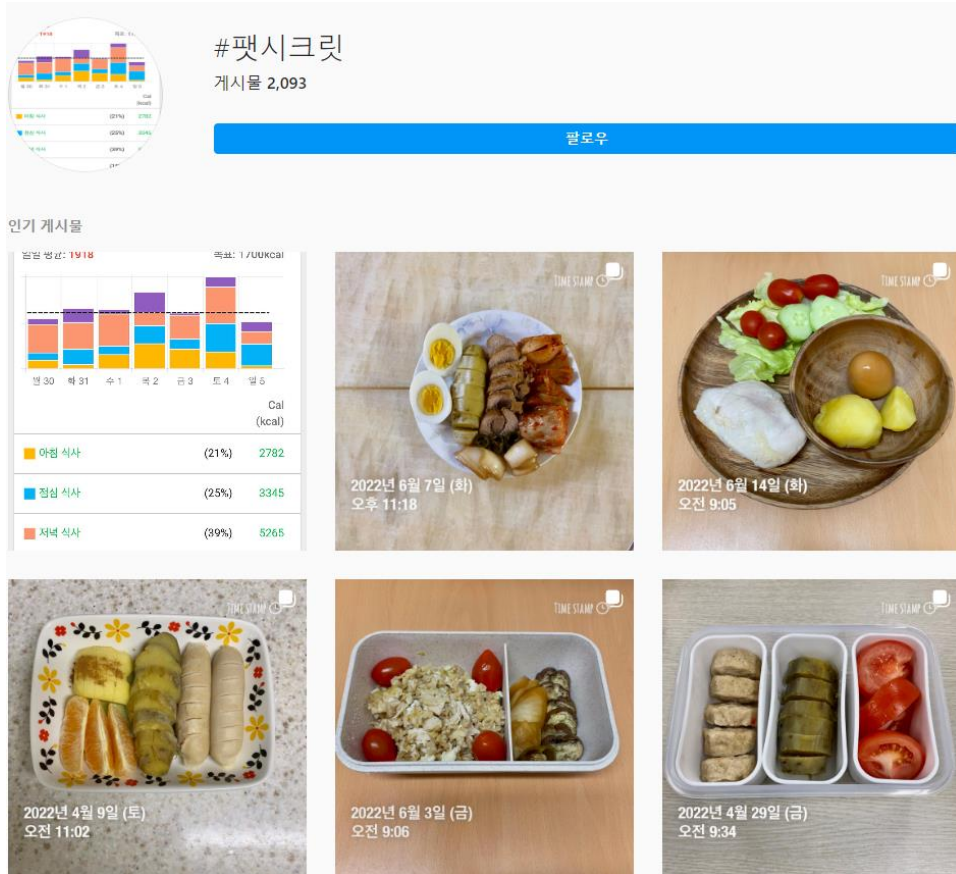 #팻시크릿
게시물 2,093
팔로우
인기 게시물
일일 평균: 1918 목표: 1700kcal
월 30 화 31 수 1 목 2 금 3 토 4 일 5
Cal
(kcal)
아침 식사 (21%) 2782
점심 식사 (25%) 3345
저녁 식사 (39%) 5265
TIME STAMP
2022년 6월 7일 (화)
오후 11:18
TIME STAMP
2022년 6월 14일 (화)
오전 9:05
TIME STAMP
2022년 4월 9일 (토)
오전 11:02
TIME STAMP
2022년 6월 3일 (금)
오전 9:06
TIME STAMP
2022년 4월 29일 (금)
오전 9:34